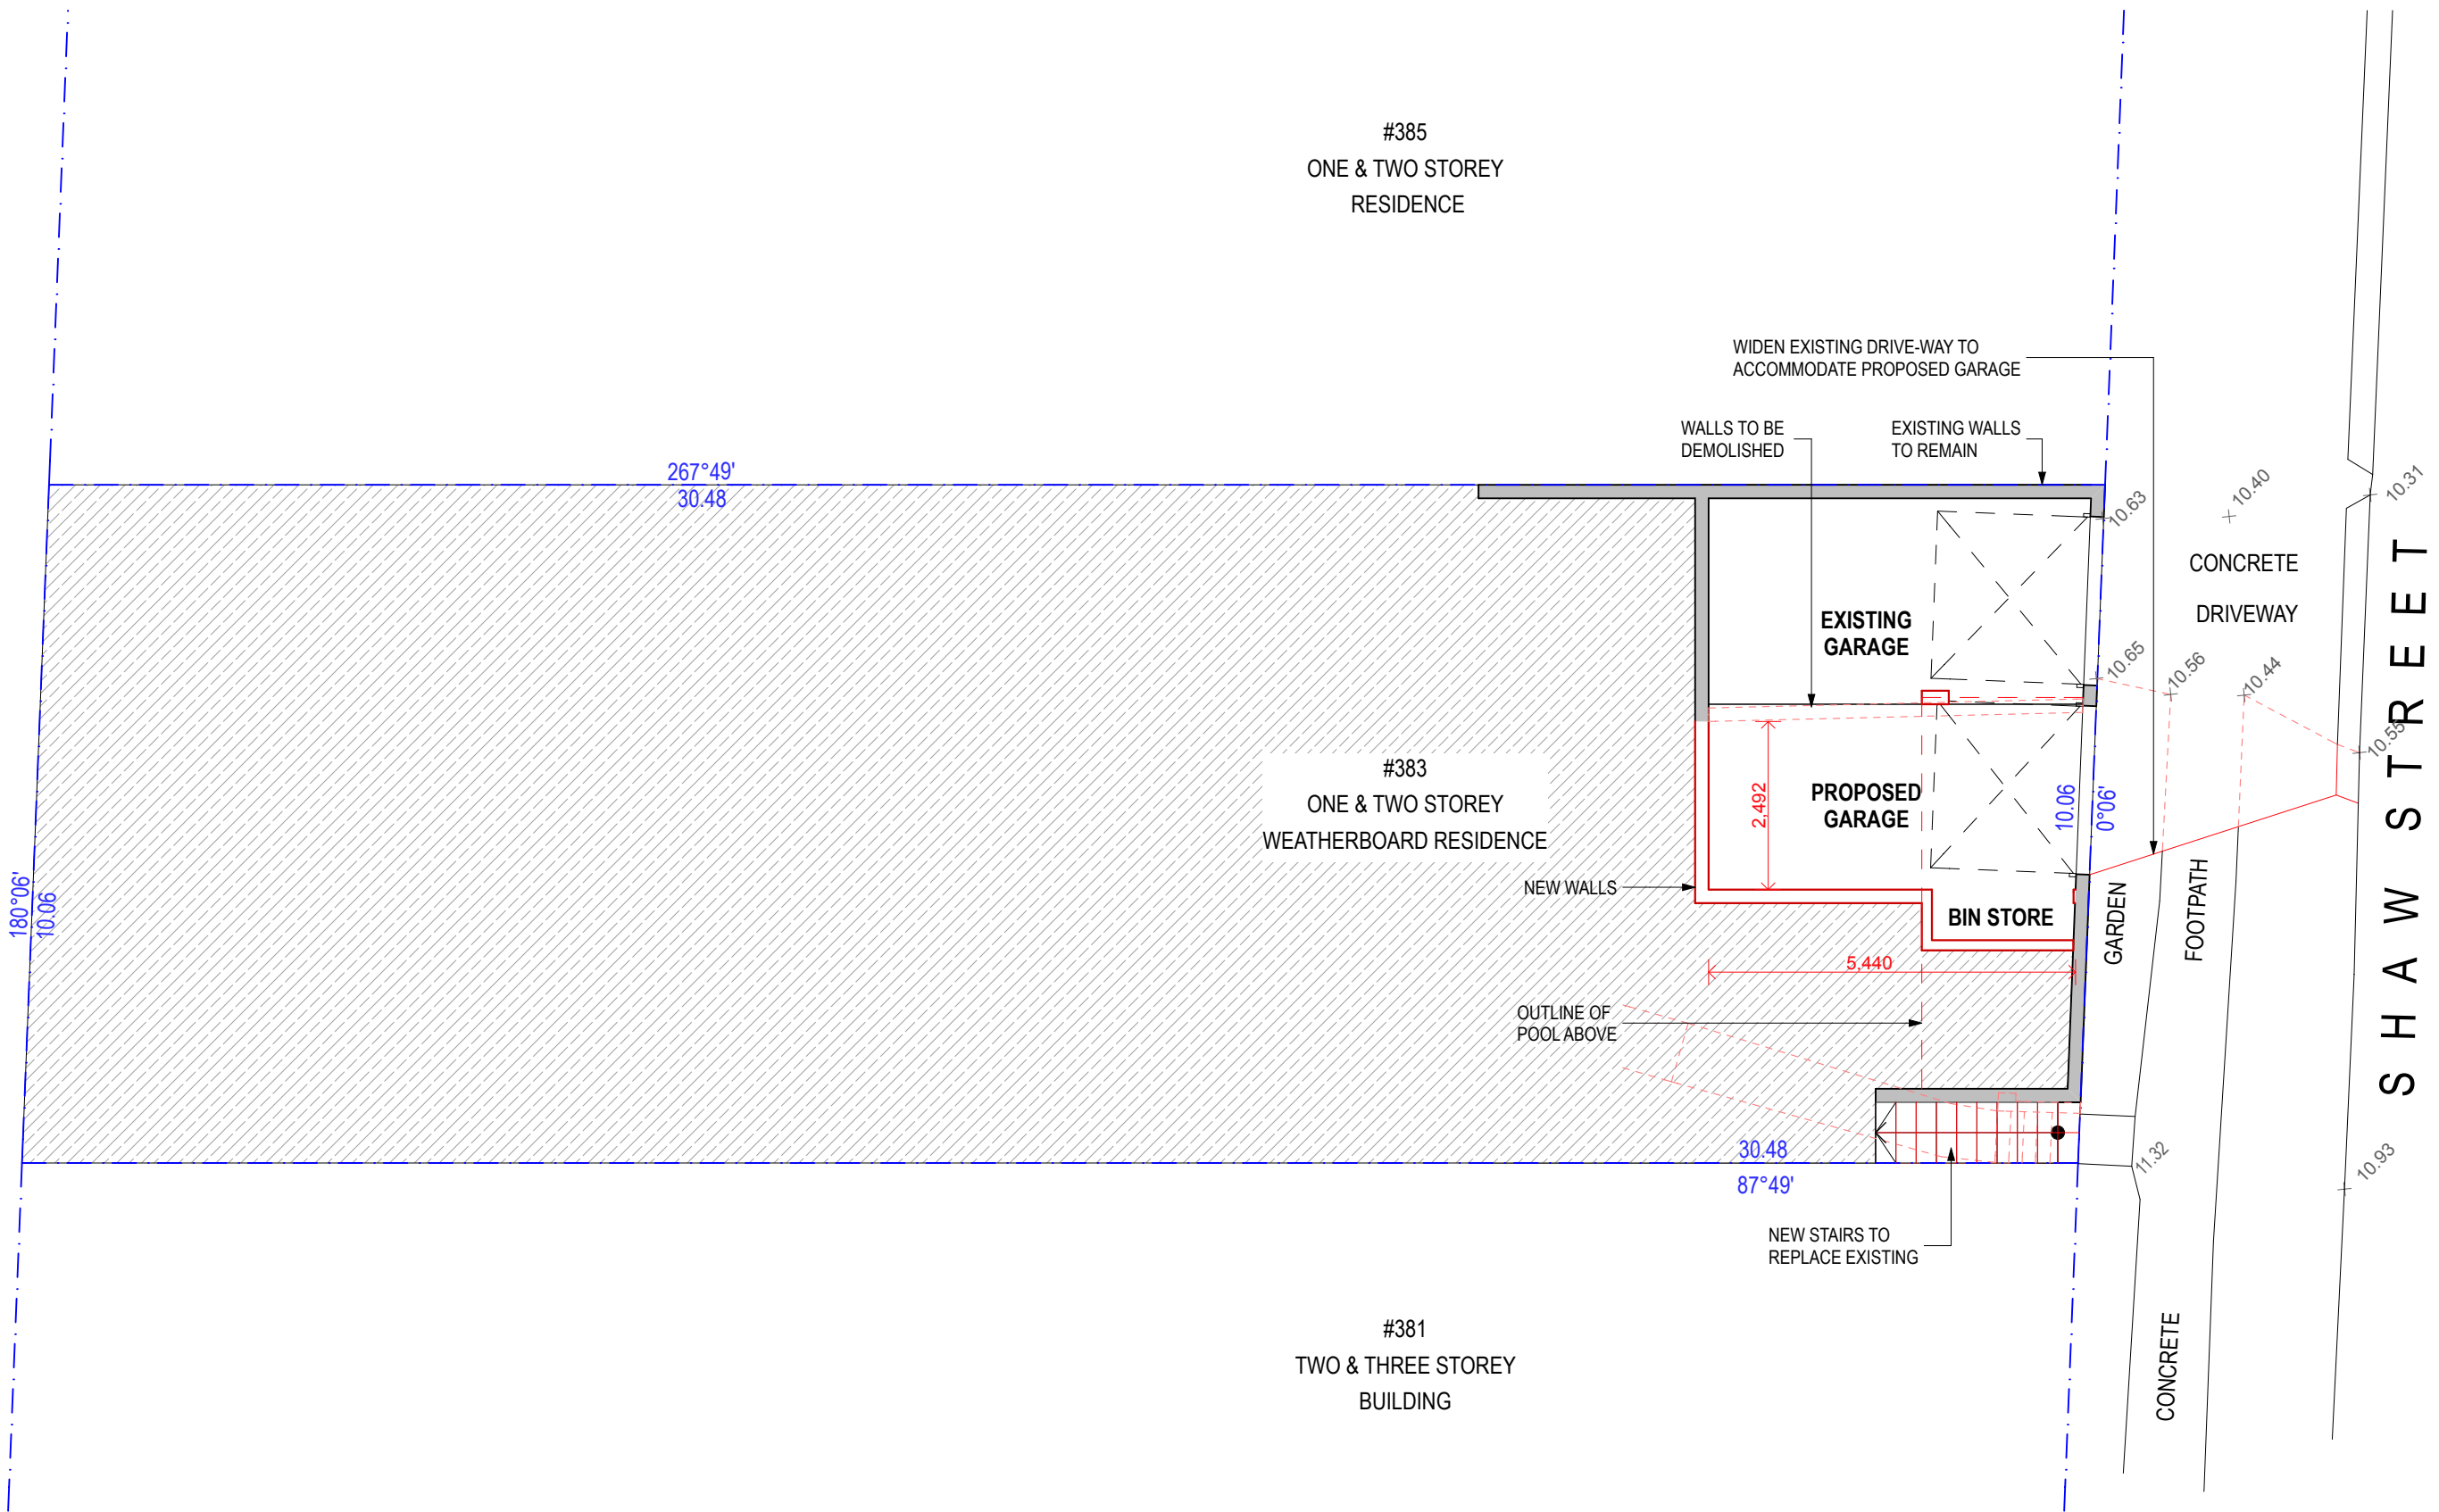 #385
ONE & TWO STOREY
RESIDENCE
WIDEN EXISTING DRIVE-WAY TO
ACCOMMODATE PROPOSED GARAGE
WALLS TO BE
DEMOLISHED
EXISTING WALLS
TO REMAIN
267°49'
30.48
10.63
10.40
10.31
CONCRETE
DRIVEWAY
EXISTING
GARAGE
10.65
10.56
10.44
10.55
SHAW STREET
#383
ONE & TWO STOREY
WEATHERBOARD RESIDENCE
2,492
PROPOSED
GARAGE
10.06
0°06'
180°06'
10.06
NEW WALLS
BIN STORE
GARDEN
FOOTPATH
5,440
OUTLINE OF
POOL ABOVE
30.48
87°49'
11.32
10.93
NEW STAIRS TO
REPLACE EXISTING
#381
TWO & THREE STOREY
BUILDING
CONCRETE